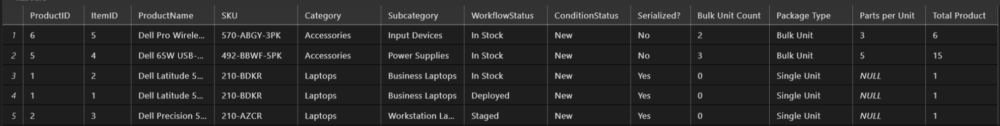 ProductID ItemID ProductName SKU Category Subcategory WorkflowStatus ConditionStatus Serialized? Bulk Unit Count Package Type Parts per Unit Total Product
1 6 5 Dell Pro Wirele... 570-ABGY-3PK Accessories Input Devices In Stock New No 2 Bulk Unit 3 6
2 5 4 Dell 65W USB-... 492-BBWF-5PK Accessories Power Supplies In Stock New No 3 Bulk Unit 5 15
3 1 2 Dell Latitude 5... 210-BDKR Laptops Business Laptops In Stock New Yes 0 Single Unit NULL 1
4 1 1 Dell Latitude 5... 210-BDKR Laptops Business Laptops Deployed New Yes 0 Single Unit NULL 1
5 2 3 Dell Precision 5... 210-AZCR Laptops Workstation La... Staged New Yes 0 Single Unit NULL 1